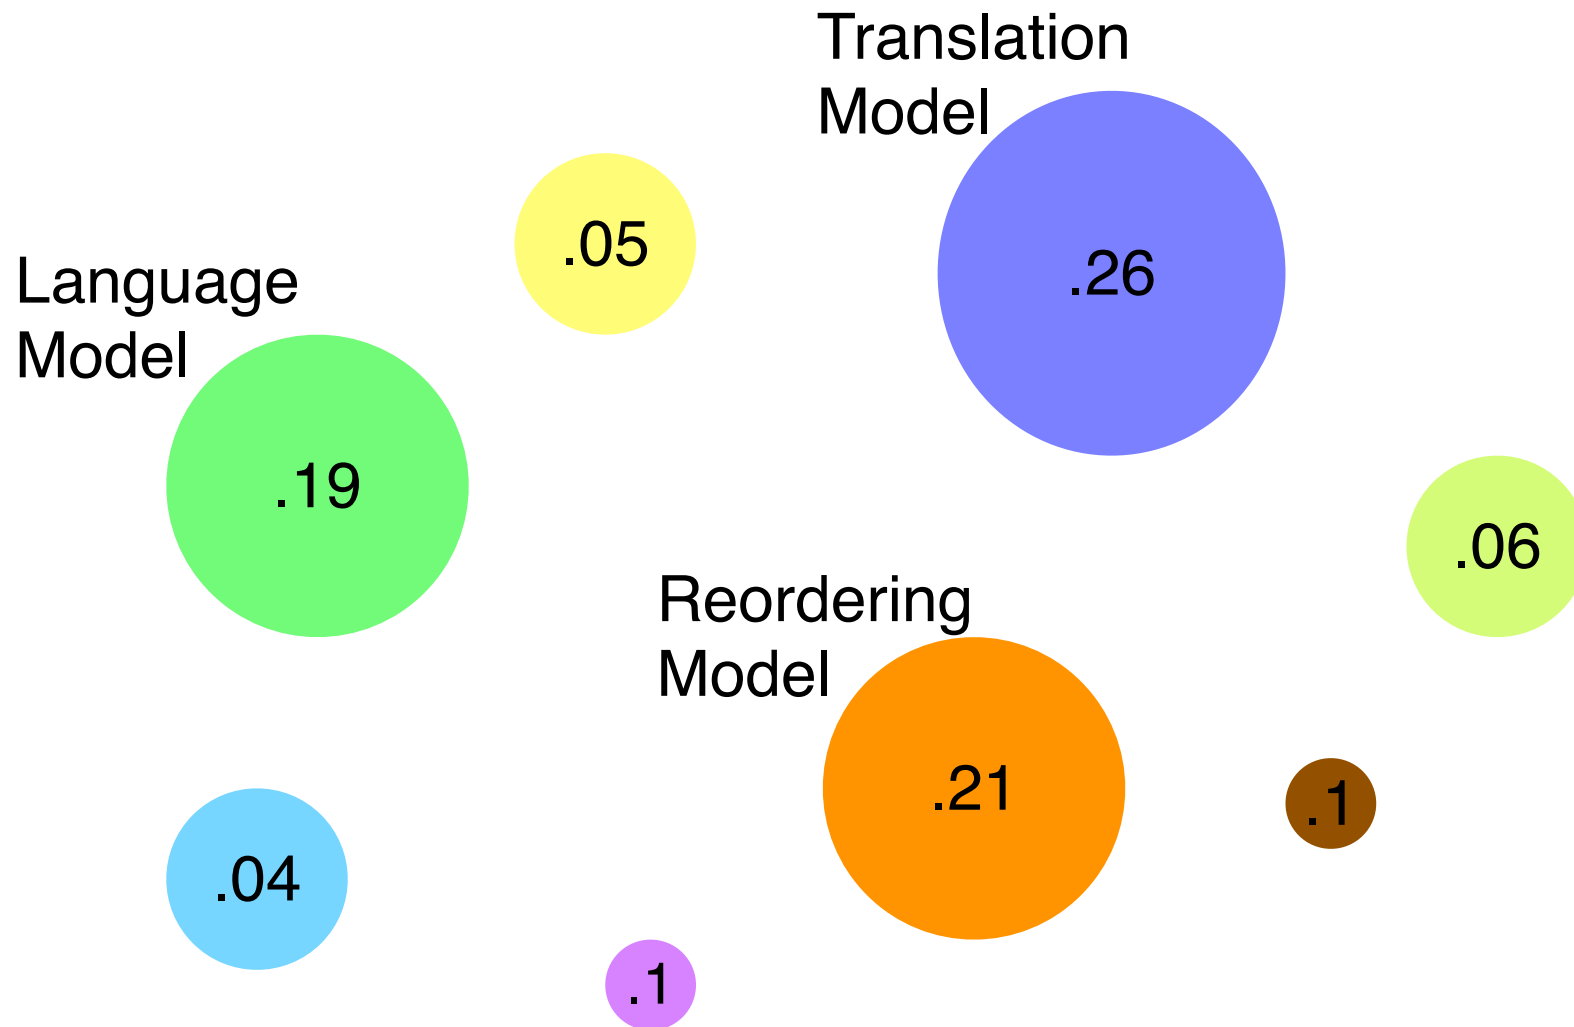 Translation
Model
.26
.05
Language
Model
.19
.06
Reordering
Model
.21
.1
.04
.1